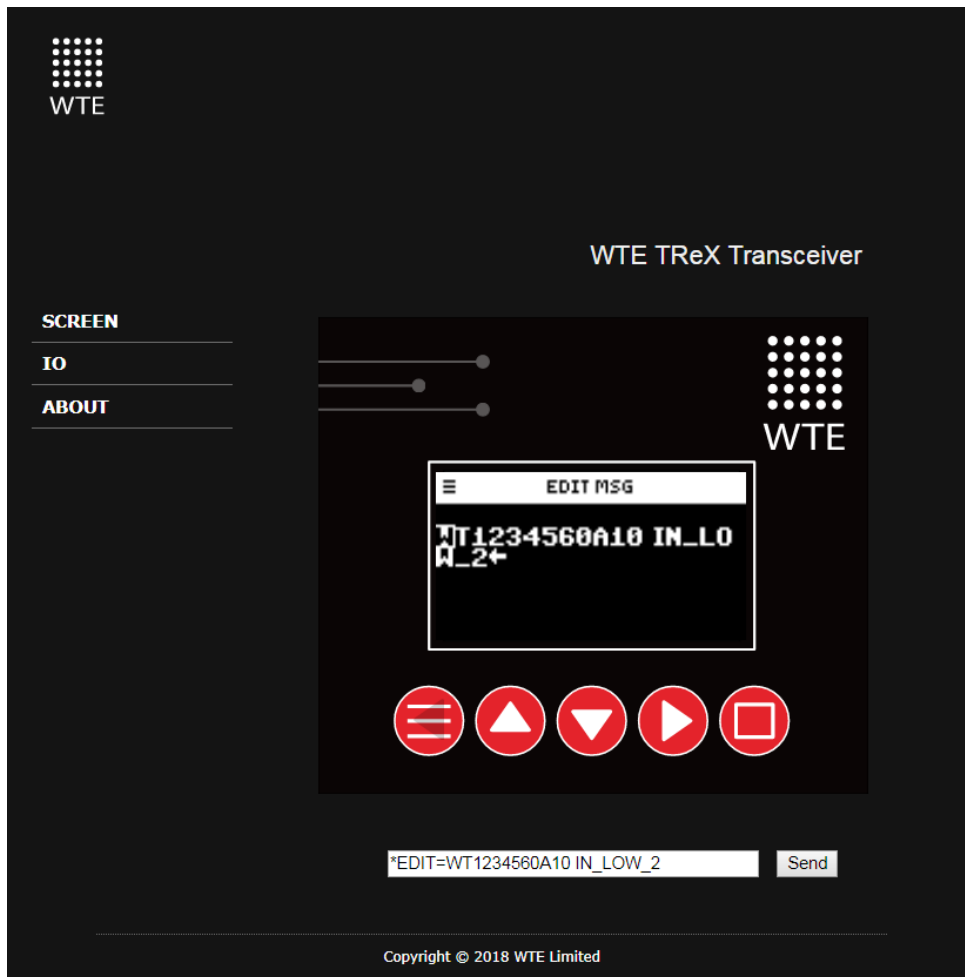 WTE
WTE TReX Transceiver
SCREEN
IO
ABOUT
WTE
EDIT MSG
WT1234560A10 IN_LO
W_2←
*EDIT=WT1234560A10 IN_LOW_2
Send
Copyright © 2018 WTE Limited